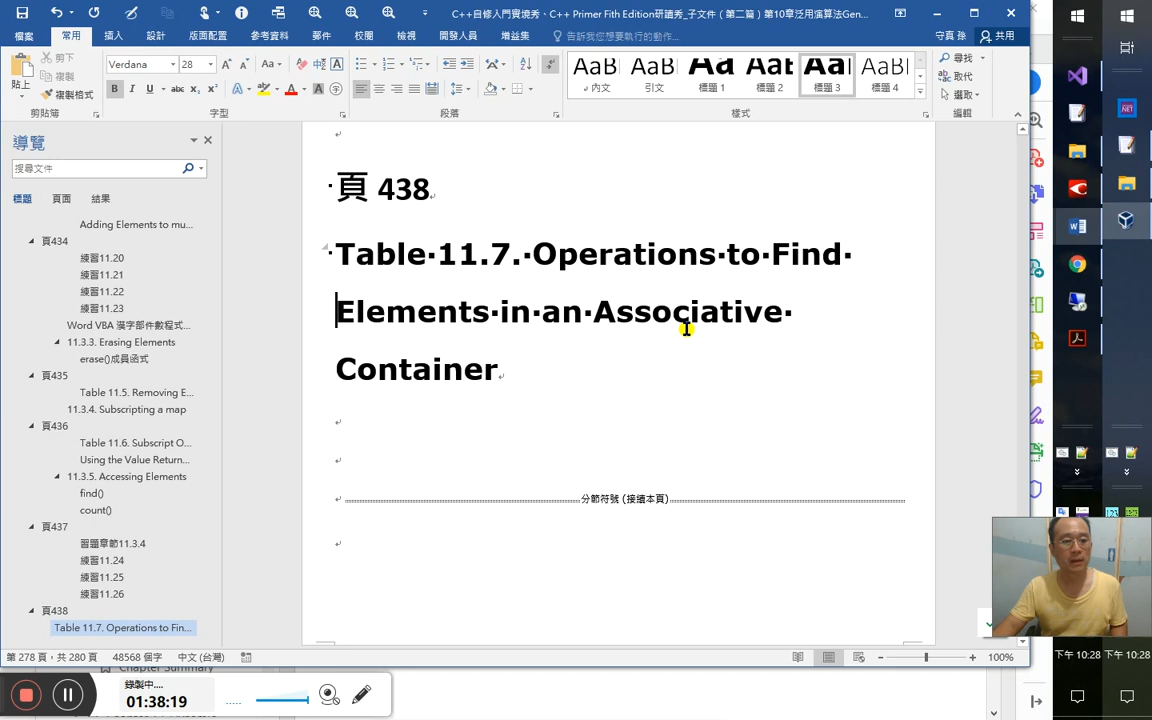 C++自修入門實境秀、C++ Primer Fith Edition研讀秀_子文件（第二篇）第10章泛用演算法Gen...
檔案 常用 插入 設計 版面配置 參考資料 郵件 校閱 檢視 開發人員 增益集 告訴我您想要執行的動作... 守真 孫 共用
貼上
剪下
複製
複製格式
剪貼簿
Verdana 28
字型
段落
AaBb AaBb AaB AaBb AaBb AaBb
內文 引文 標題 1 標題 2 標題 3 標題 4
樣式
尋找
取代
選取
編輯
導覽
搜尋文件
標題 頁面 結果
Adding Elements to mu...
頁434
練習11.20
練習11.21
練習11.22
練習11.23
Word VBA 漢字部件數程式...
11.3.3. Erasing Elements
erase()成員函式
頁435
Table 11.5. Removing E...
11.3.4. Subscripting a map
頁436
Table 11.6. Subscript O...
Using the Value Return...
11.3.5. Accessing Elements
find()
count()
頁437
習題章節11.3.4
練習11.24
練習11.25
練習11.26
頁438
Table 11.7. Operations to Fin...
頁 438
Table·11.7.·Operations·to·Find·
Elements·in·an·Associative·
Container
分節符號 (接續本頁)
第 278 頁，共 280 頁 48568 個字 中文 (台灣) 100%
Chapter Summary
錄製中....
01:38:19
下午 10:28 下午 10:28